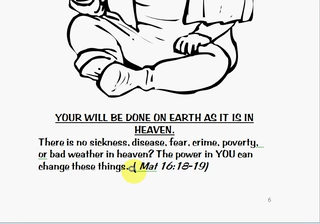 YOUR WILL BE DONE ON EARTH AS IT IS IN
HEAVEN.
There is no sickness, disease, fear, crime, poverty,
or bad weather in heaven? The power in YOU can
change these things. ( Mat 16:18-19)
6